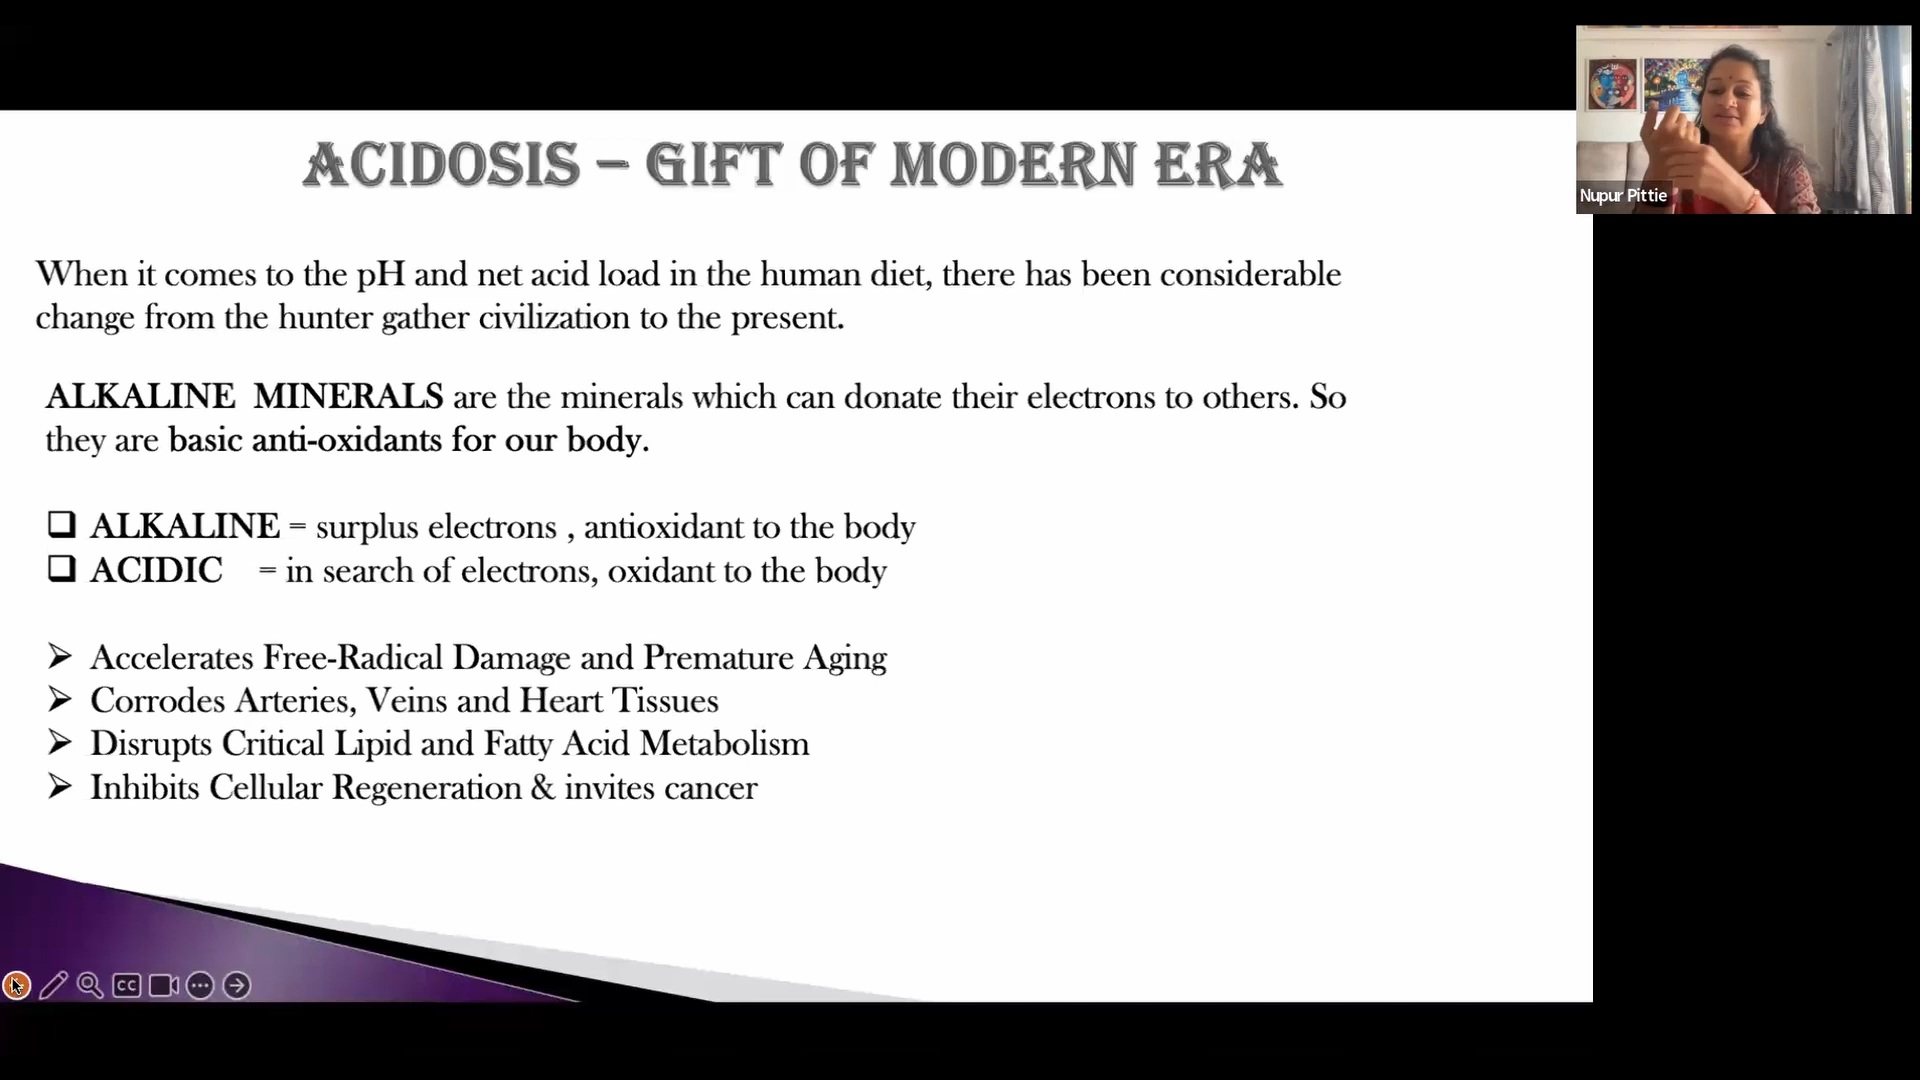 ACIDOSIS – GIFT OF MODERN ERA
Nupur Pittie
When it comes to the pH and net acid load in the human diet, there has been considerable
change from the hunter gather civilization to the present.
ALKALINE MINERALS are the minerals which can donate their electrons to others. So
they are basic anti-oxidants for our body.
❑ ALKALINE = surplus electrons , antioxidant to the body
❑ ACIDIC = in search of electrons, oxidant to the body
➢ Accelerates Free-Radical Damage and Premature Aging
➢ Corrodes Arteries, Veins and Heart Tissues
➢ Disrupts Critical Lipid and Fatty Acid Metabolism
➢ Inhibits Cellular Regeneration & invites cancer
CC